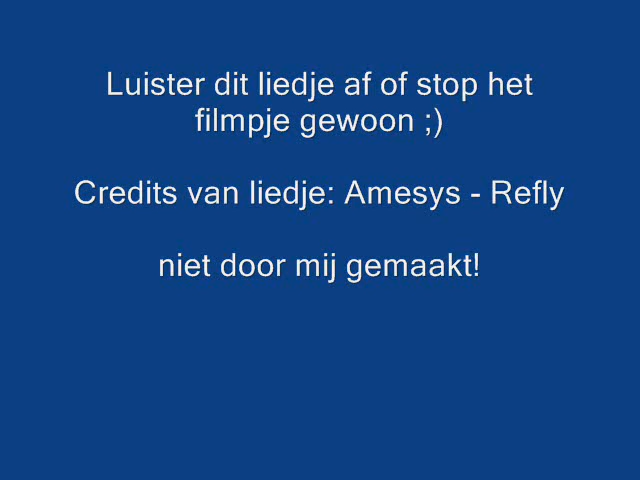 Luister dit liedje af of stop het
filmpje gewoon ;)
Credits van liedje: Amesys - Refly
niet door mij gemaakt!